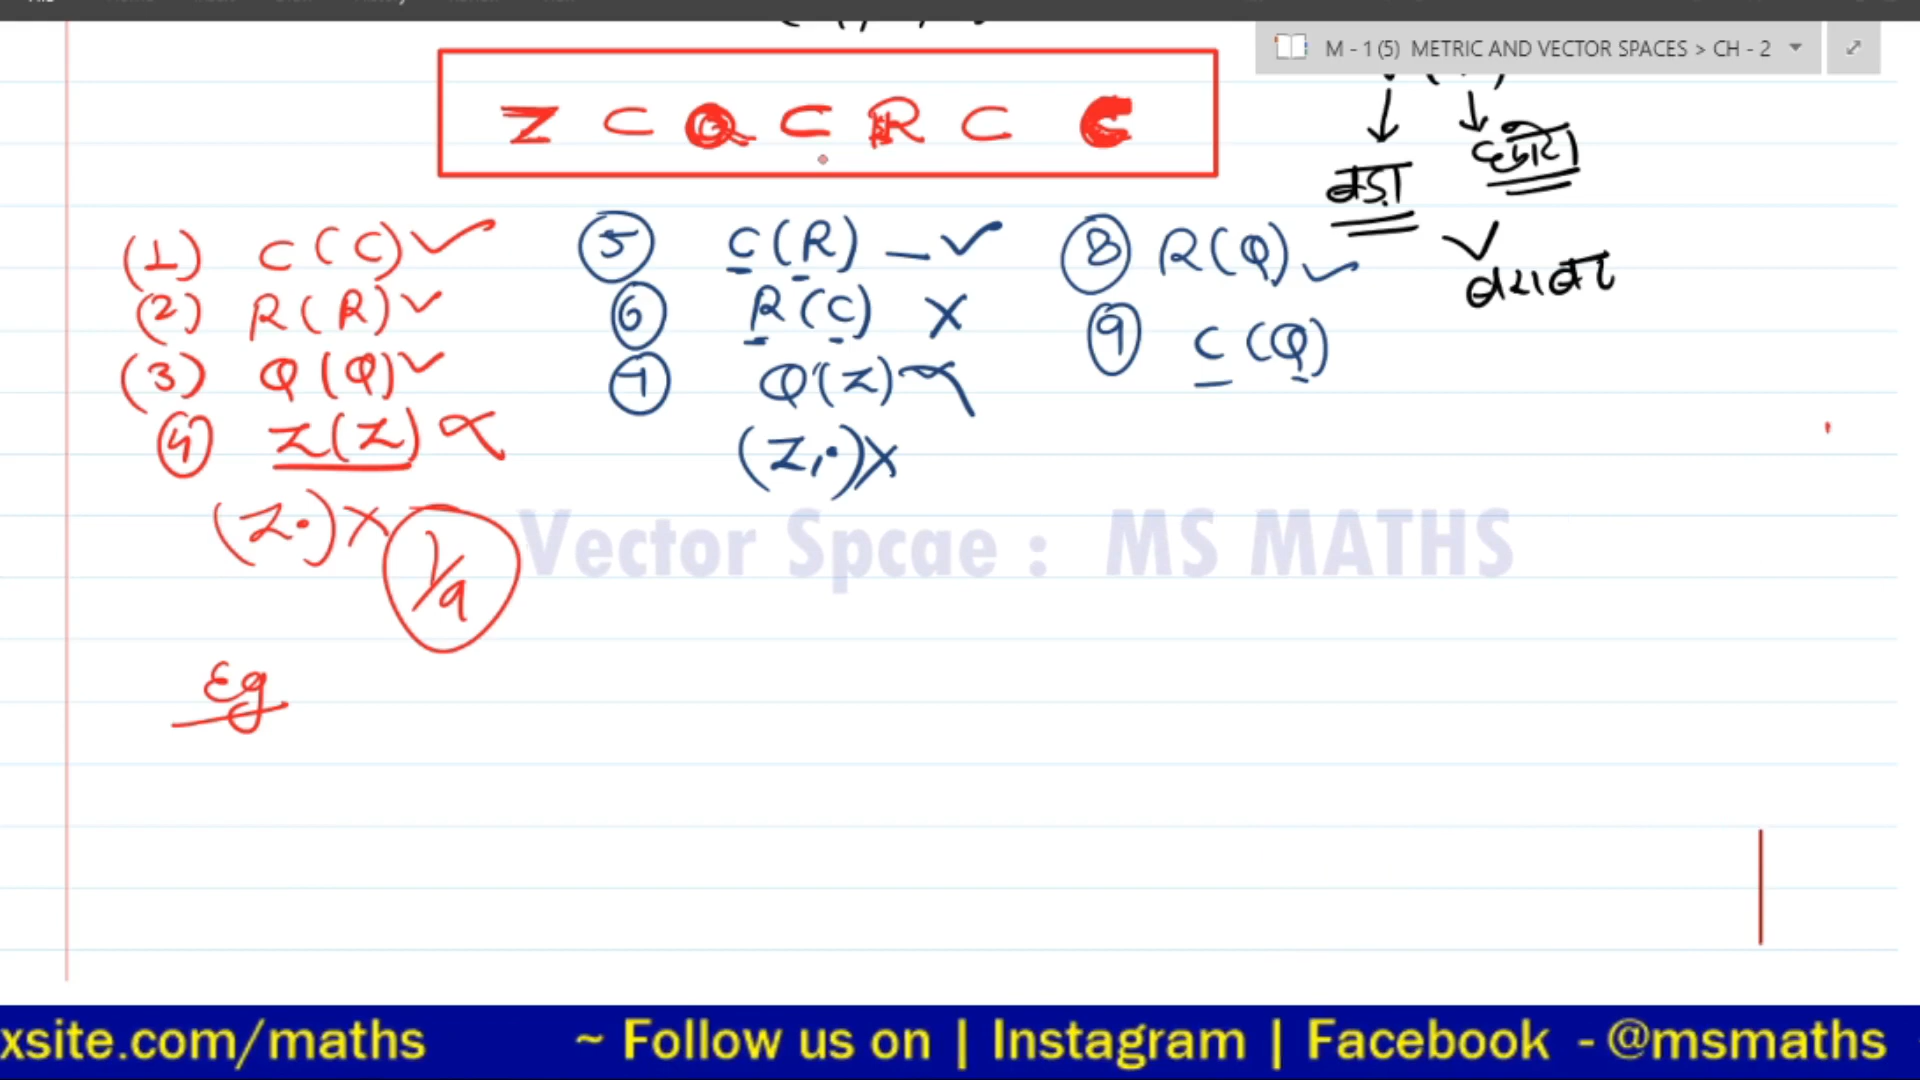 M - 1 (5) METRIC AND VECTOR SPACES > CH - 2
Z ⊂ Q ⊂ R ⊂ C
(1) C (C) ✓
(2) R (R) ✓
(3) Q (Q) ✓
(4) Z (Z) ×
(Z ·) × 1/a
Eg
(5) C (R) – ✓
(6) R (C) ×
(7) Q (Z) ×
(Z, ·) ×
(8) R (Q) ✓
(9) C (Q)
बड़ा
छोटा
✓
बराबर
Vector Spcae : MS MATHS
xsite.com/maths ~ Follow us on | Instagram | Facebook - @msmaths